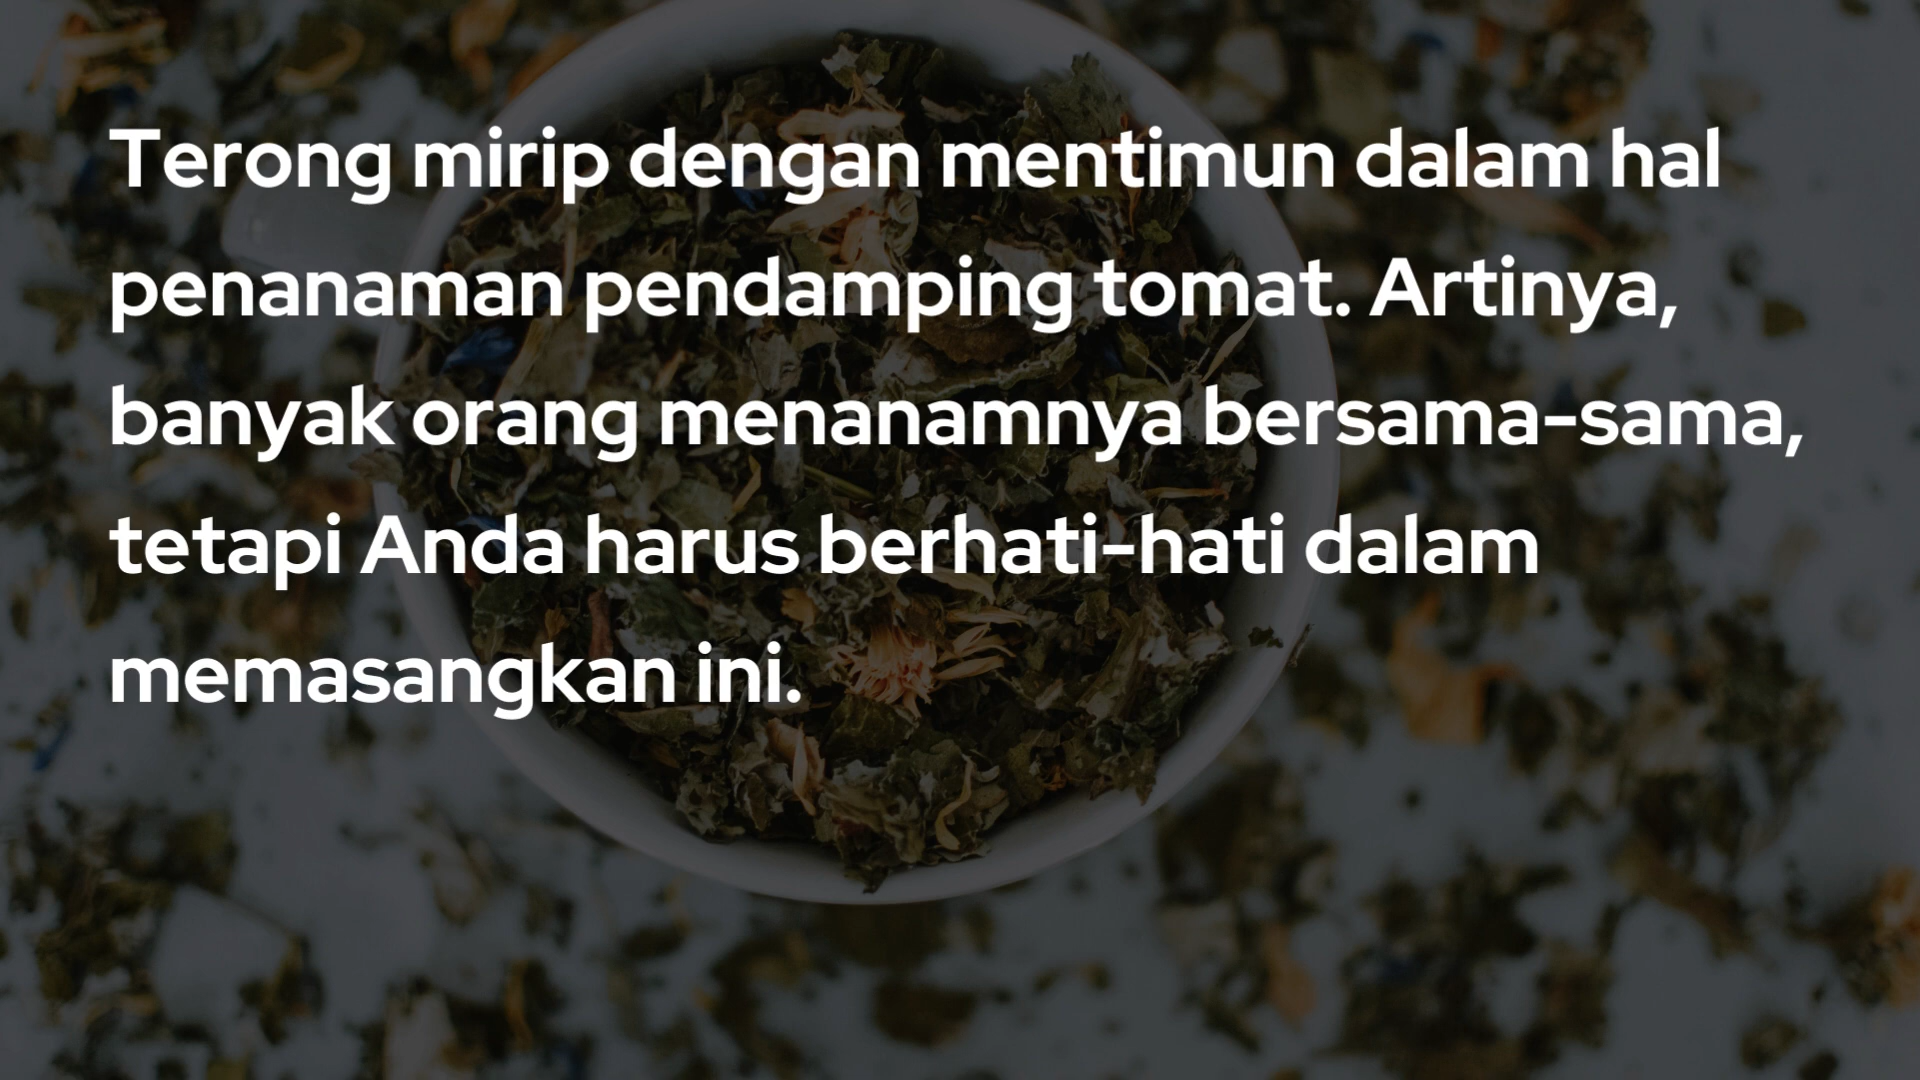 Terong mirip dengan mentimun dalam hal
penanaman pendamping tomat. Artinya,
banyak orang menanamnya bersama-sama,
tetapi Anda harus berhati-hati dalam
memasangkan ini.